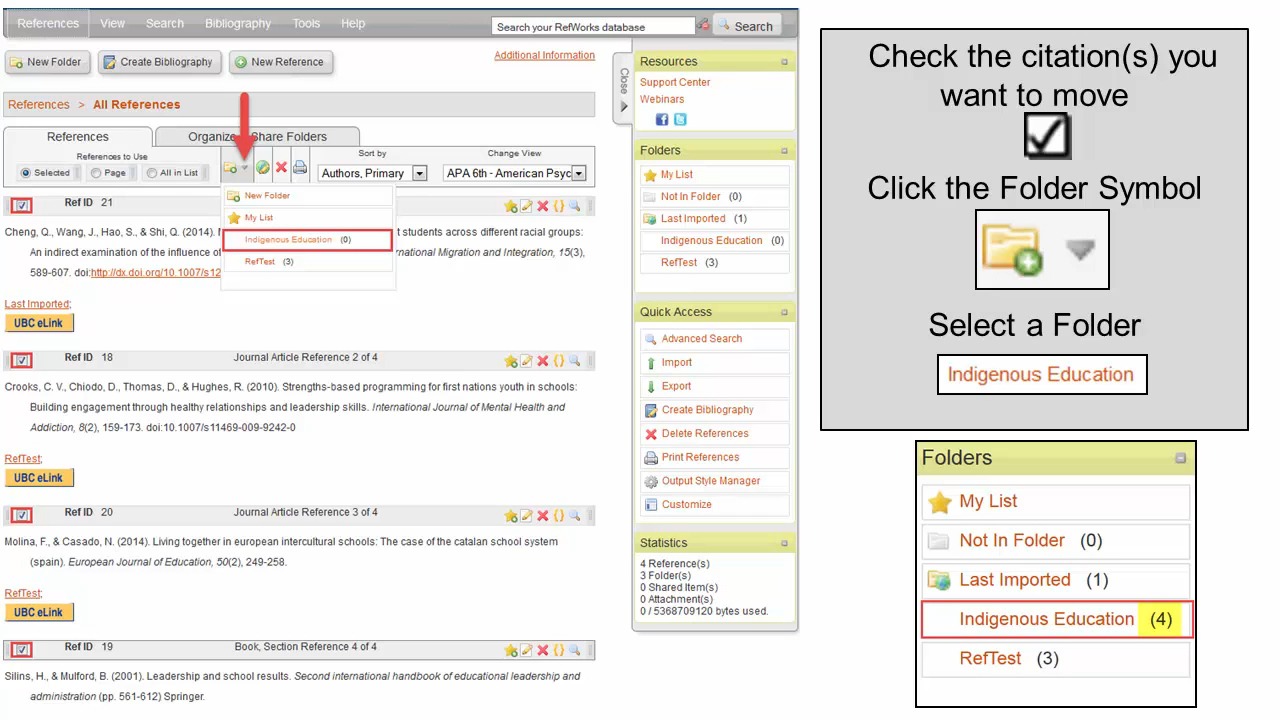 References View Search Bibliography Tools Help
Search your RefWorks database
Search
New Folder Create Bibliography New Reference
Additional Information
References > All References
References
Organize Share Folders
References to Use
Selected Page All in List
Sort by
Authors, Primary
Change View
APA 6th - American Psyc
New Folder
My List
Indigenous Education (0)
RefTest (3)
Ref ID 21
Cheng, Q., Wang, J., Hao, S., & Shi, Q. (2014). t students across different racial groups:
An indirect examination of the influence of national Migration and Integration, 15(3),
589-607. doi:http://dx.doi.org/10.1007/s12
Last Imported;
UBC eLink
Ref ID 18 Journal Article Reference 2 of 4
Crooks, C. V., Chiodo, D., Thomas, D., & Hughes, R. (2010). Strengths-based programming for first nations youth in schools:
Building engagement through healthy relationships and leadership skills. International Journal of Mental Health and
Addiction, 8(2), 159-173. doi:10.1007/s11469-009-9242-0
RefTest;
UBC eLink
Ref ID 20 Journal Article Reference 3 of 4
Molina, F., & Casado, N. (2014). Living together in european intercultural schools: The case of the catalan school system
(spain). European Journal of Education, 50(2), 249-258.
RefTest;
UBC eLink
Ref ID 19 Book, Section Reference 4 of 4
Silins, H., & Mulford, B. (2001). Leadership and school results. Second international handbook of educational leadership and
administration (pp. 561-612) Springer.
Close
Resources
Support Center
Webinars
Folders
My List
Not In Folder (0)
Last Imported (1)
Indigenous Education (0)
RefTest (3)
Quick Access
Advanced Search
Import
Export
Create Bibliography
Delete References
Print References
Output Style Manager
Customize
Statistics
4 Reference(s)
3 Folder(s)
0 Shared Item(s)
0 Attachment(s)
0 / 5368709120 bytes used.
Check the citation(s) you
want to move
Click the Folder Symbol
Select a Folder
Indigenous Education
Folders
My List
Not In Folder (0)
Last Imported (1)
Indigenous Education (4)
RefTest (3)